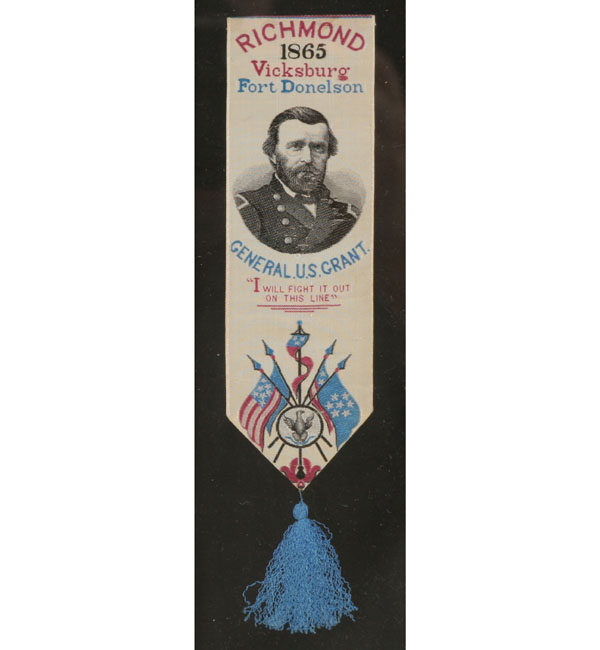 RICHMOND
1865
Vicksburg
Fort Donelson
GENERAL.U.S.GRANT.
"I WILL FIGHT IT OUT
ON THIS LINE"